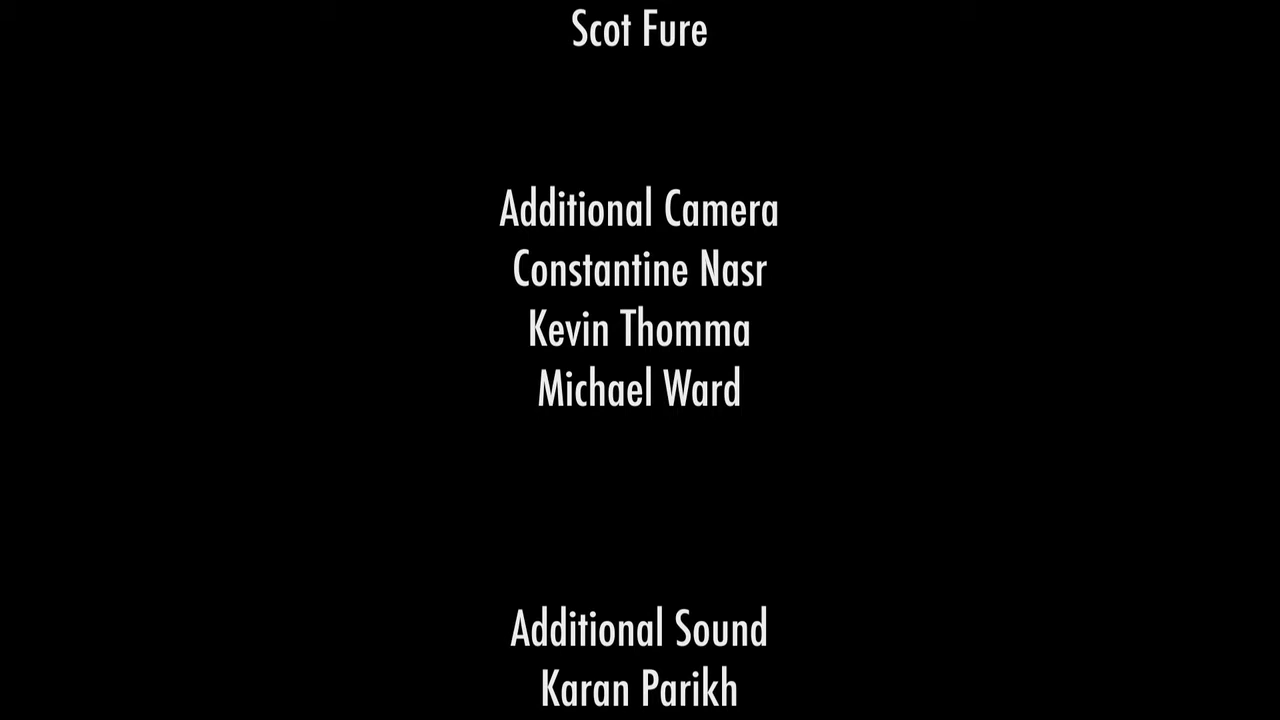 Scot Fure
Additional Camera
Constantine Nasr
Kevin Thomma
Michael Ward
Additional Sound
Karan Parikh